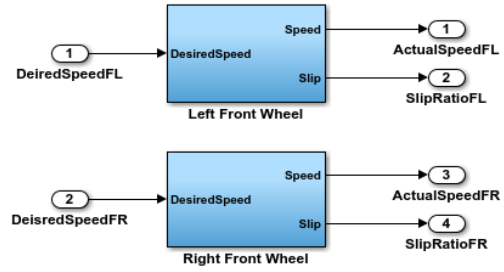 Speed
1
1
DesiredSpeed
ActualSpeedFL
DeiredSpeedFL
Slip
2
SlipRatioFL
Left Front Wheel
Speed
3
2
DesiredSpeed
ActualSpeedFR
DeisredSpeedFR
Slip
4
SlipRatioFR
Right Front Wheel